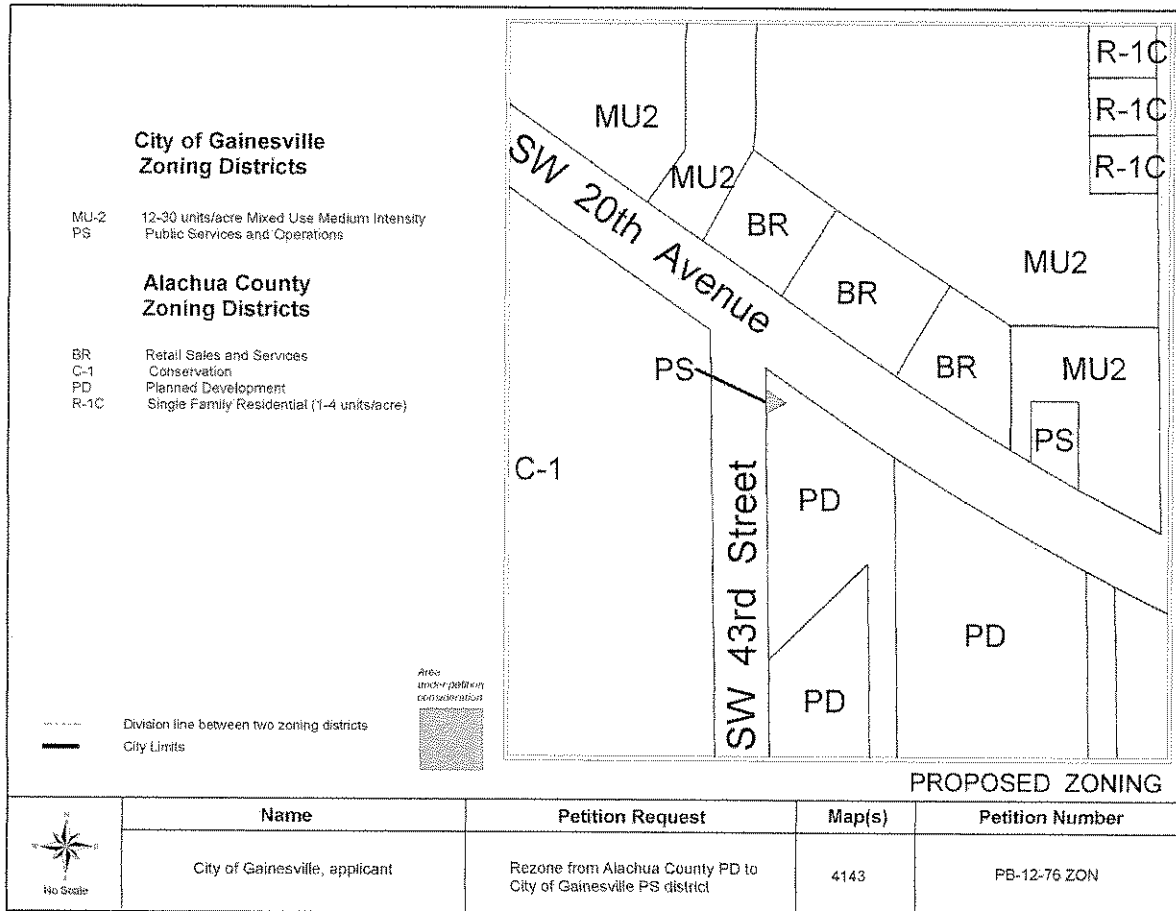 City of Gainesville
Zoning Districts
MU-2 12-30 units/acre Mixed Use Medium Intensity
PS Public Services and Operations
Alachua County
Zoning Districts
BR Retail Sales and Services
C-1 Conservation
PD Planned Development
R-1C Single Family Residential (1-4 units/acre)
Area
under petition
consideration
Division line between two zoning districts
City Limits
R-1C
R-1C
R-1C
MU2
MU2
SW 20th Avenue
BR
BR
BR
MU2
MU2
PS
PS
C-1
SW 43rd Street
PD
PD
PD
PROPOSED ZONING
N
No Scale
Name
Petition Request
Map(s)
Petition Number
City of Gainesville, applicant
Rezone from Alachua County PD to
City of Gainesville PS district
4143
PB-12-76 ZON